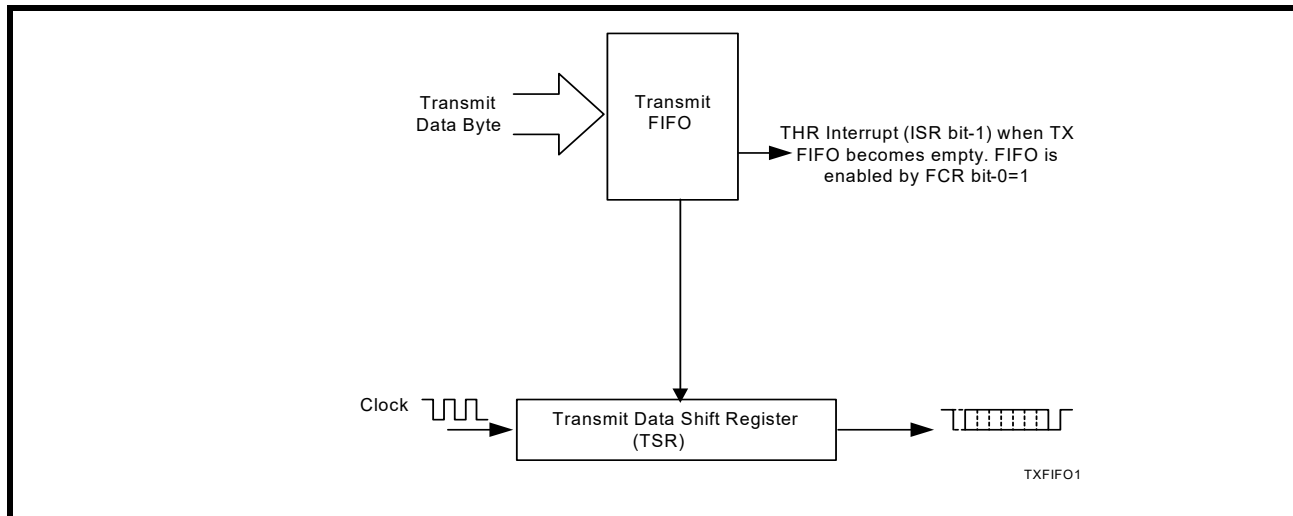 Transmit
Data Byte
Transmit
FIFO
THR Interrupt (ISR bit-1) when TX
FIFO becomes empty. FIFO is
enabled by FCR bit-0=1
Clock
Transmit Data Shift Register
(TSR)
TXFIFO1